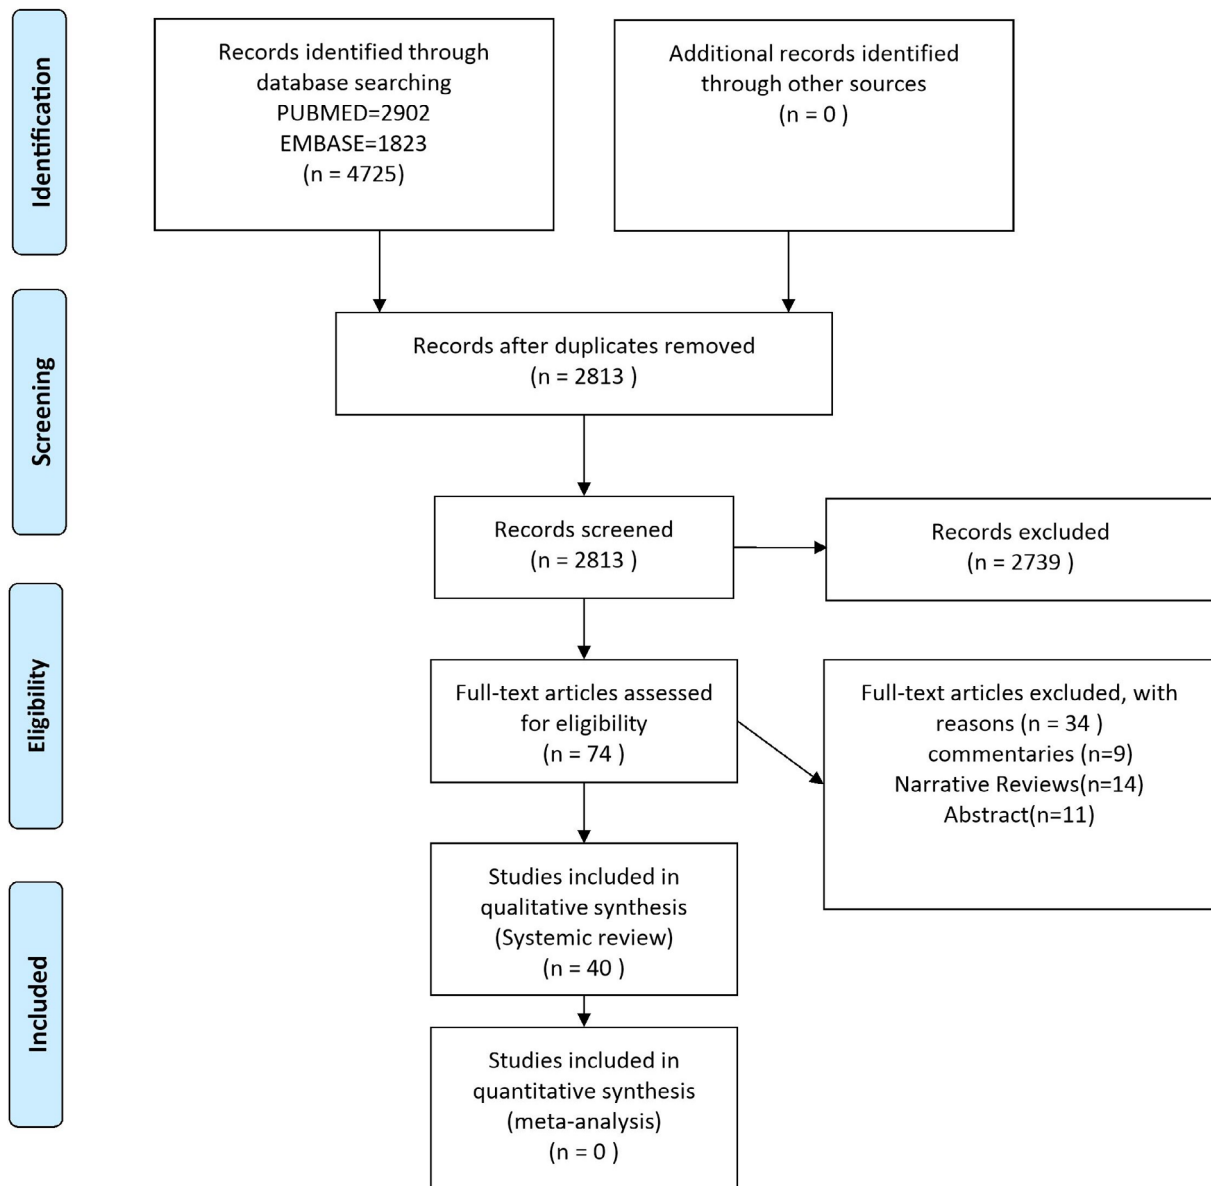 Identification
Records identified through
database searching
PUBMED=2902
EMBASE=1823
(n = 4725)
Additional records identified
through other sources
(n = 0 )
Screening
Records after duplicates removed
(n = 2813 )
Records screened
(n = 2813 )
Records excluded
(n = 2739 )
Eligibility
Full-text articles assessed
for eligibility
(n = 74 )
Full-text articles excluded, with
reasons (n = 34 )
commentaries (n=9)
Narrative Reviews(n=14)
Abstract(n=11)
Included
Studies included in
qualitative synthesis
(Systemic review)
(n = 40 )
Studies included in
quantitative synthesis
(meta-analysis)
(n = 0 )